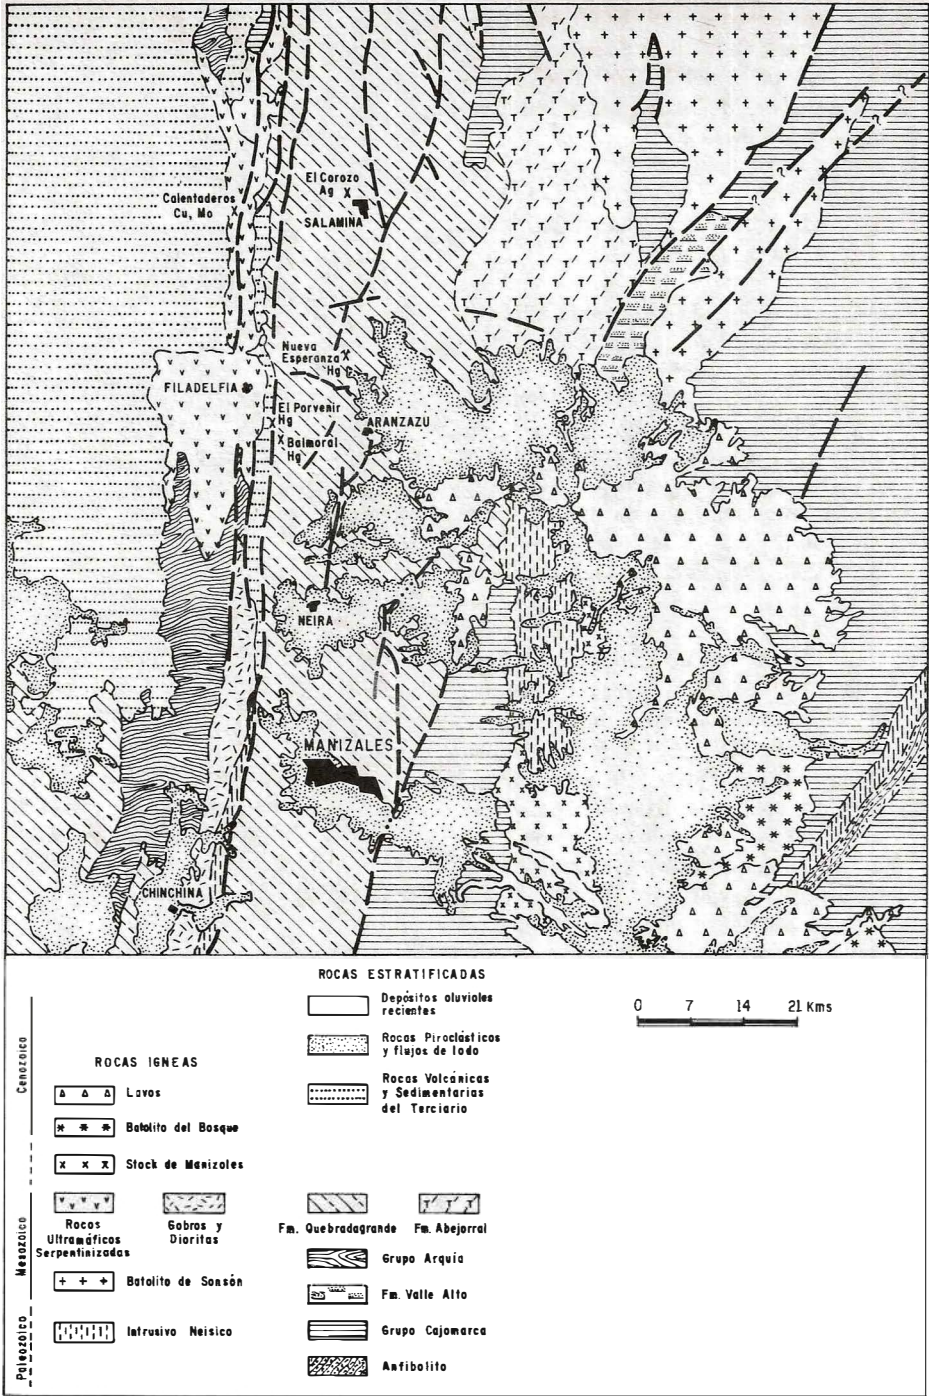 El Corozo
Ag X
SALAMINA
Calentaderos
Cu, Mo X
Nueva
Esperanza X
Hg
FILADELFIA
El Porvenir
Hg X
X Balmoral
Hg
ARANZAZU
NEIRA
MANIZALES
CHINCHINA
?
?
?
ROCAS ESTRATIFICADAS
Depósitos aluviales
recientes
Rocas Piroclásticas
y flujos de lodo
Rocas Volcánicas
y Sedimentarias
del Terciario
0 7 14 21 Kms
Cenozoico
ROCAS IGNEAS
Lavas
Batolito del Bosque
Stock de Manizales
Mesozoico
Rocas
Ultramáficas
Serpentinizadas
Gabros y
Dioritas
Fm. Quebradagrande
Fm. Abejorral
Grupo Arquía
Batolito de Sonsón
Fm. Valle Alto
Paleozoico
Intrusivo Neisico
Grupo Cajamarca
Anfibolita